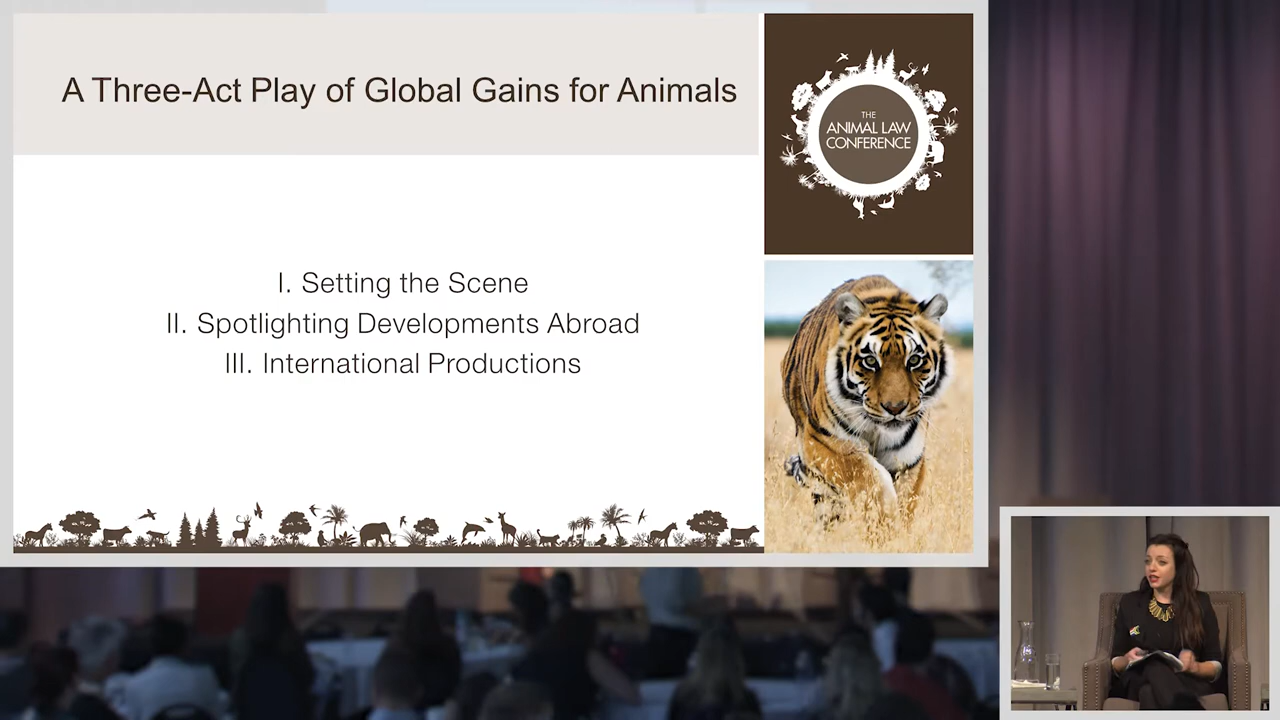 A Three-Act Play of Global Gains for Animals
THE
ANIMAL LAW
CONFERENCE
I. Setting the Scene
II. Spotlighting Developments Abroad
III. International Productions